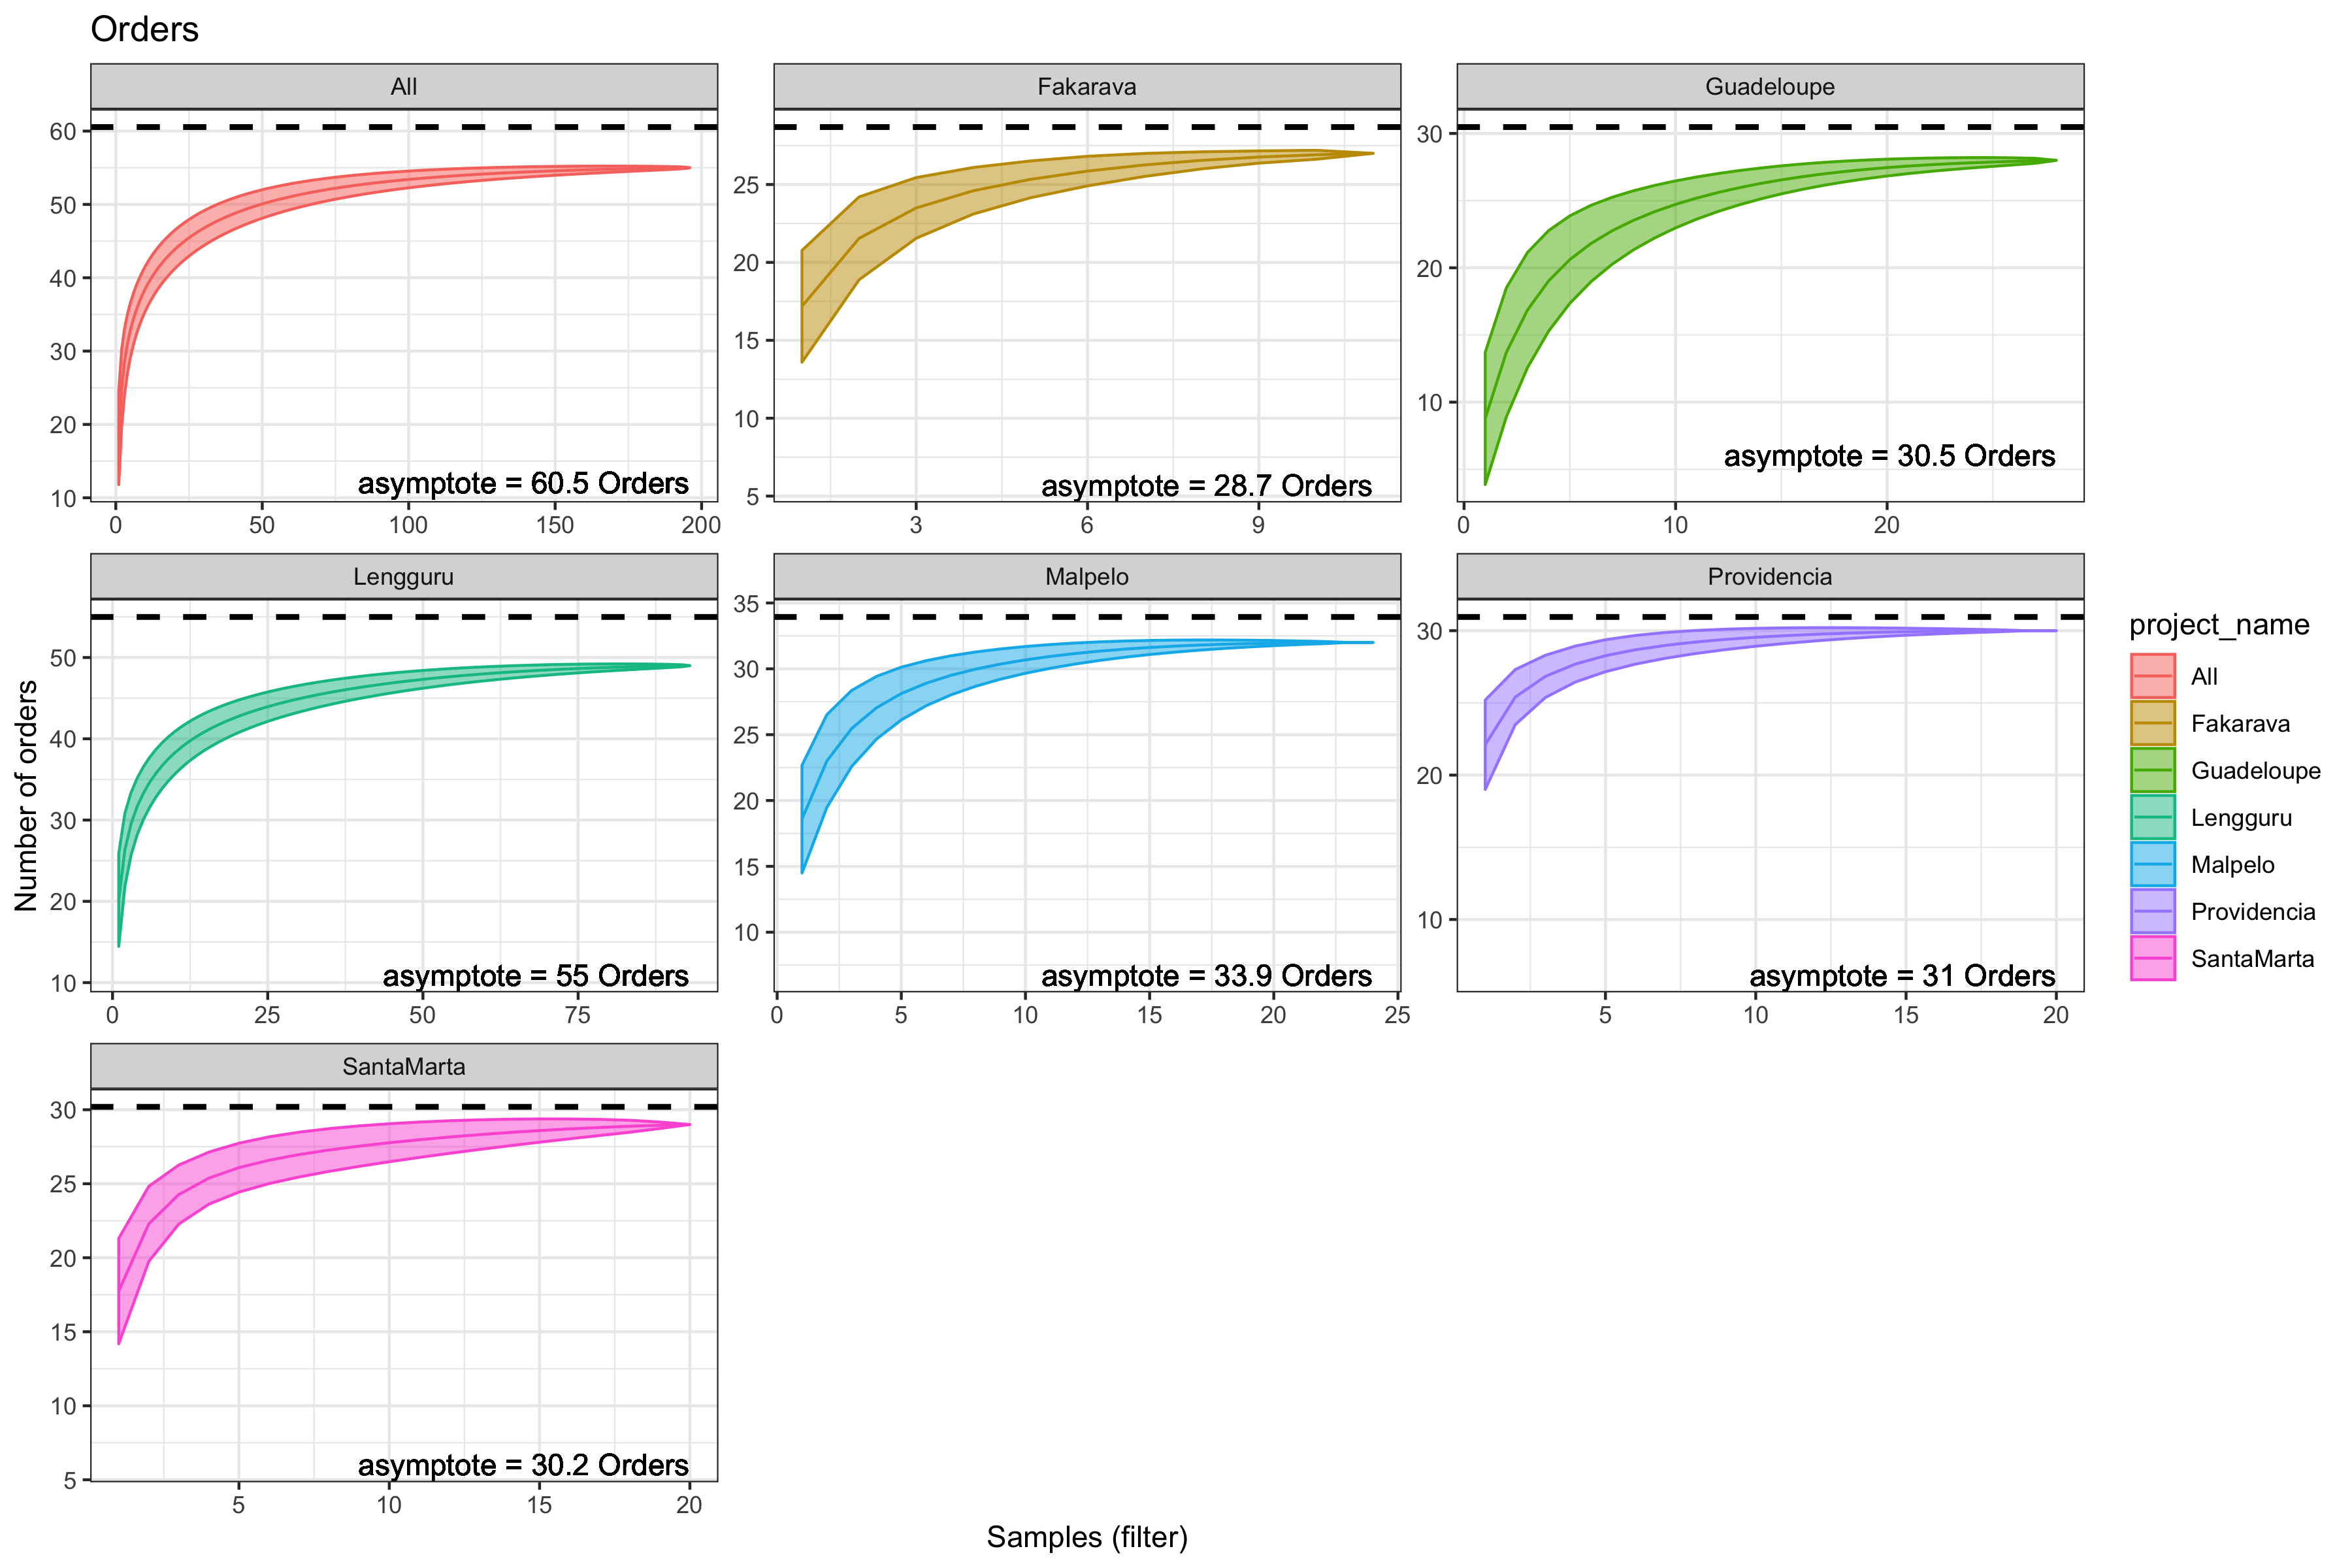 Orders
All
Fakarava
Guadeloupe
60
50
40
30
20
10
0
50
100
150
200
asymptote = 60.5 Orders
25
20
15
10
5
3
6
9
asymptote = 28.7 Orders
30
20
10
0
10
20
asymptote = 30.5 Orders
Lengguru
Malpelo
Providencia
50
40
30
20
10
0
25
50
75
asymptote = 55 Orders
35
30
25
20
15
10
0
5
10
15
20
25
asymptote = 33.9 Orders
30
20
10
5
10
15
20
asymptote = 31 Orders
SantaMarta
30
25
20
15
10
5
5
10
15
20
asymptote = 30.2 Orders
Number of orders
Samples (filter)
project_name
All
Fakarava
Guadeloupe
Lengguru
Malpelo
Providencia
SantaMarta